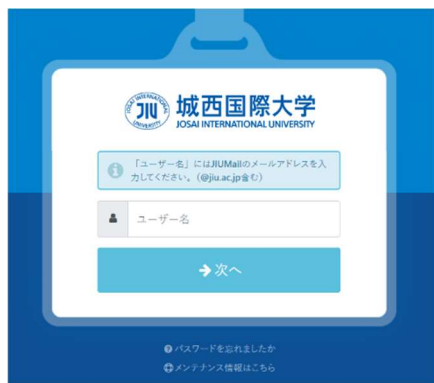 JOSAI INTERNATIONAL UNIVERSITY
JIU
城西国際大学
JOSAI INTERNATIONAL UNIVERSITY
「ユーザー名」にはJIUMailのメールアドレスを入
力してください。(@jiu.ac.jp含む)
ユーザー名
次へ
パスワードを忘れましたか
メンテナンス情報はこちら